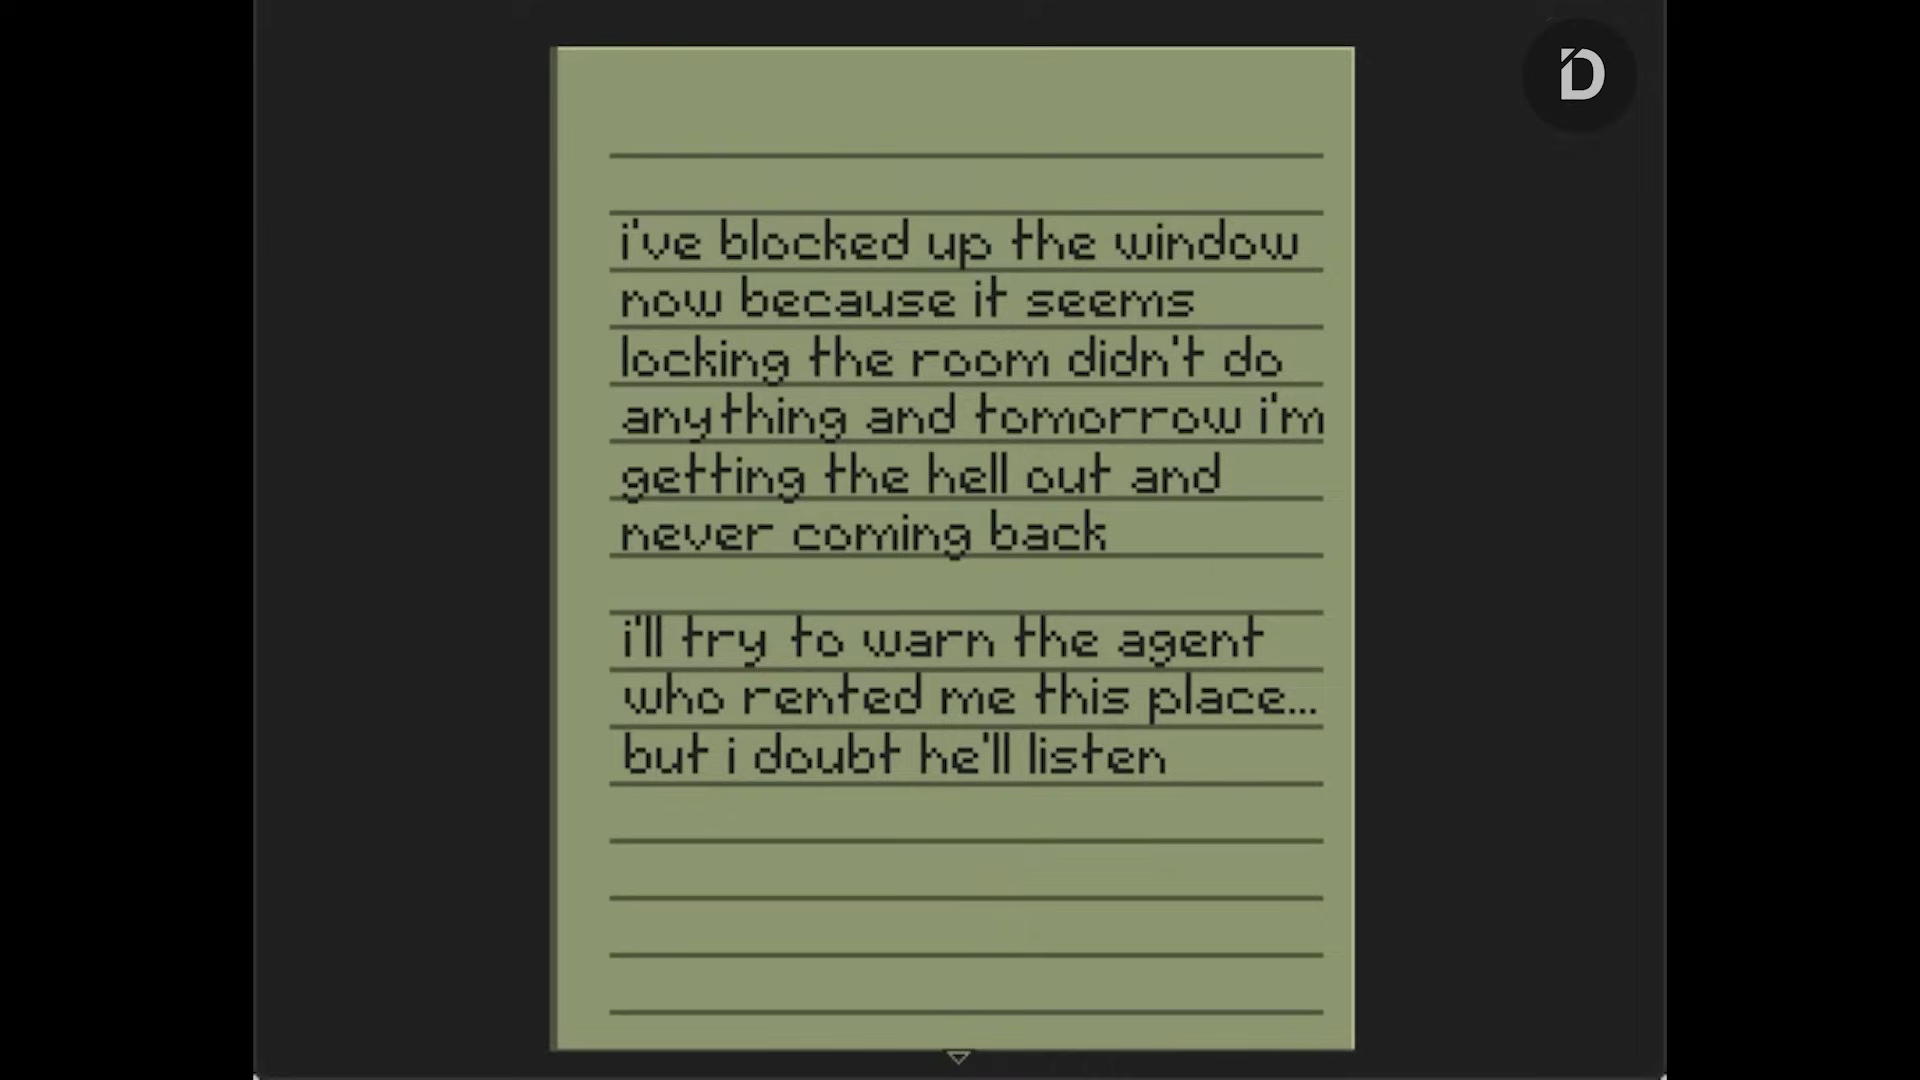 D
i've blocked up the window
now because it seems
locking the room didn't do
anything and tomorrow i'm
getting the hell out and
never coming back
i'll try to warn the agent
who rented me this place...
but i doubt he'll listen